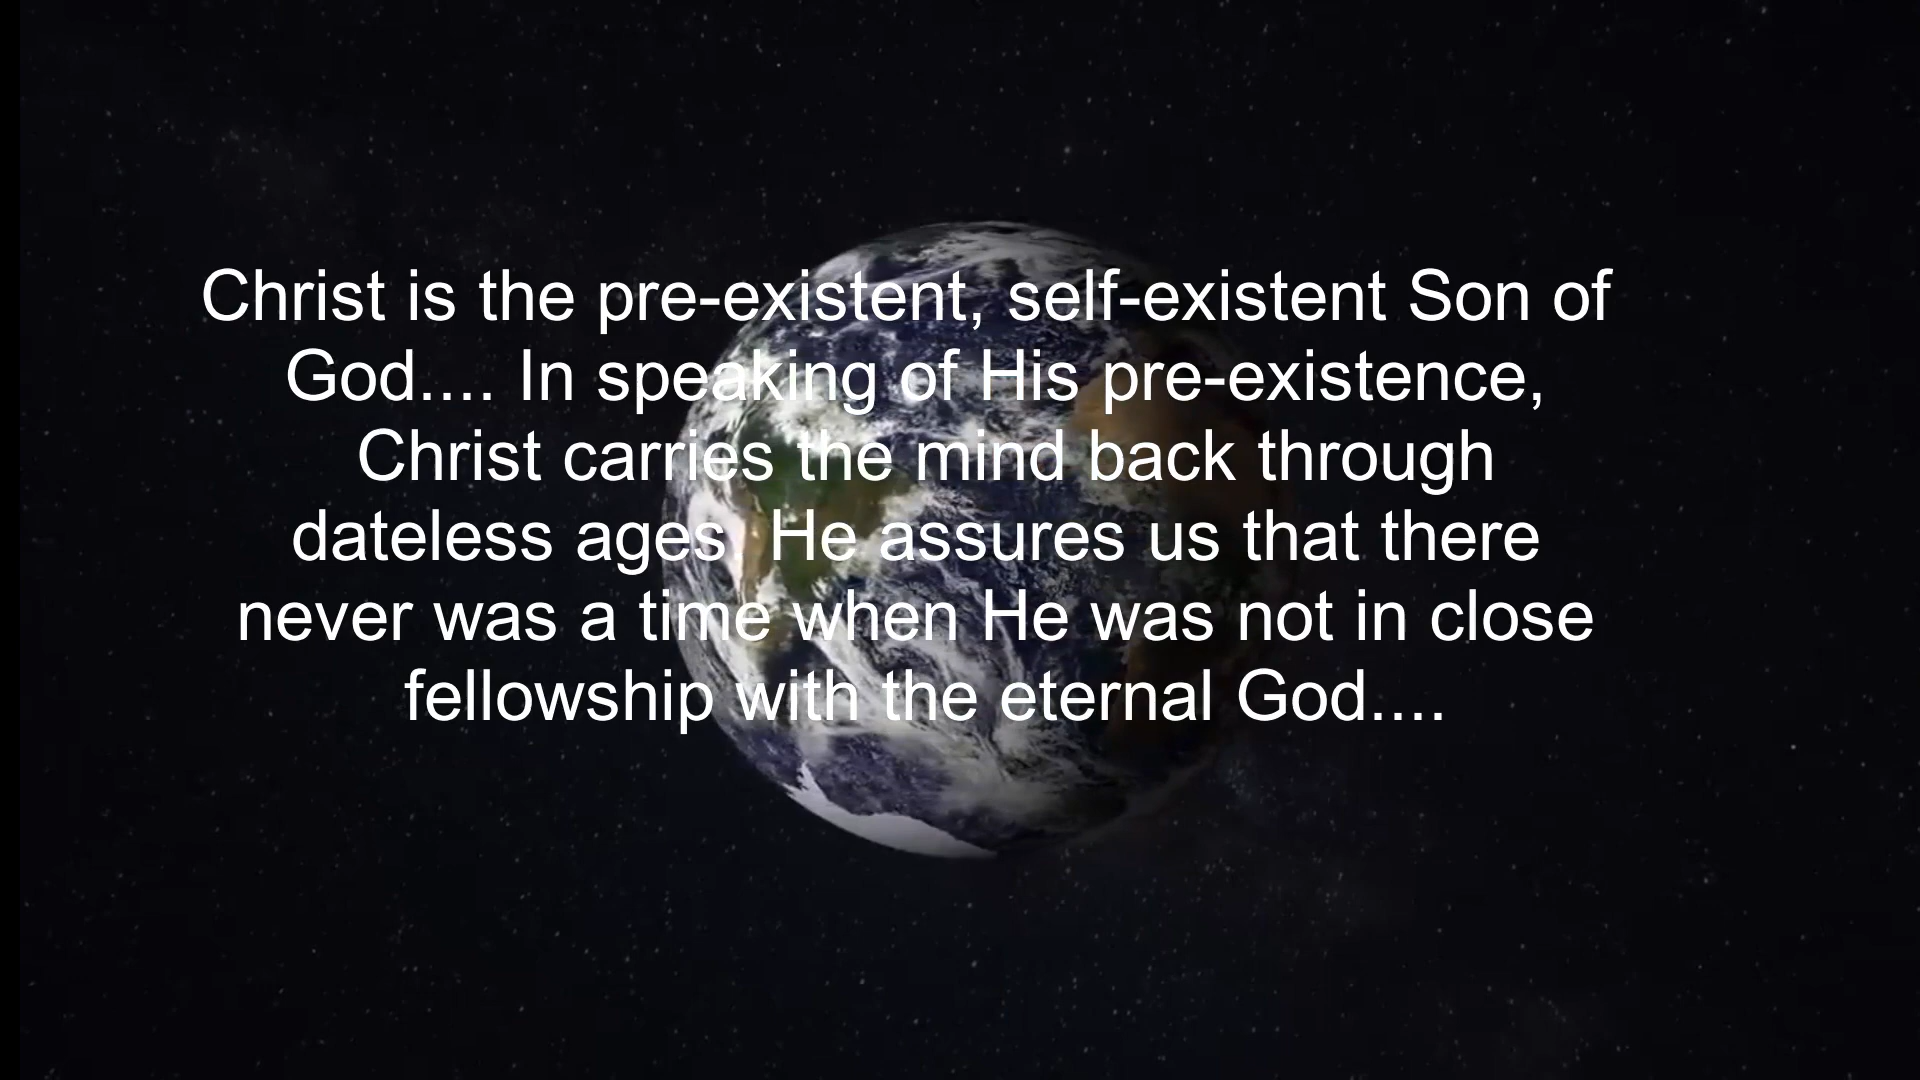 Christ is the pre-existent, self-existent Son of
God.... In speaking of His pre-existence,
Christ carries the mind back through
dateless ages. He assures us that there
never was a time when He was not in close
fellowship with the eternal God....